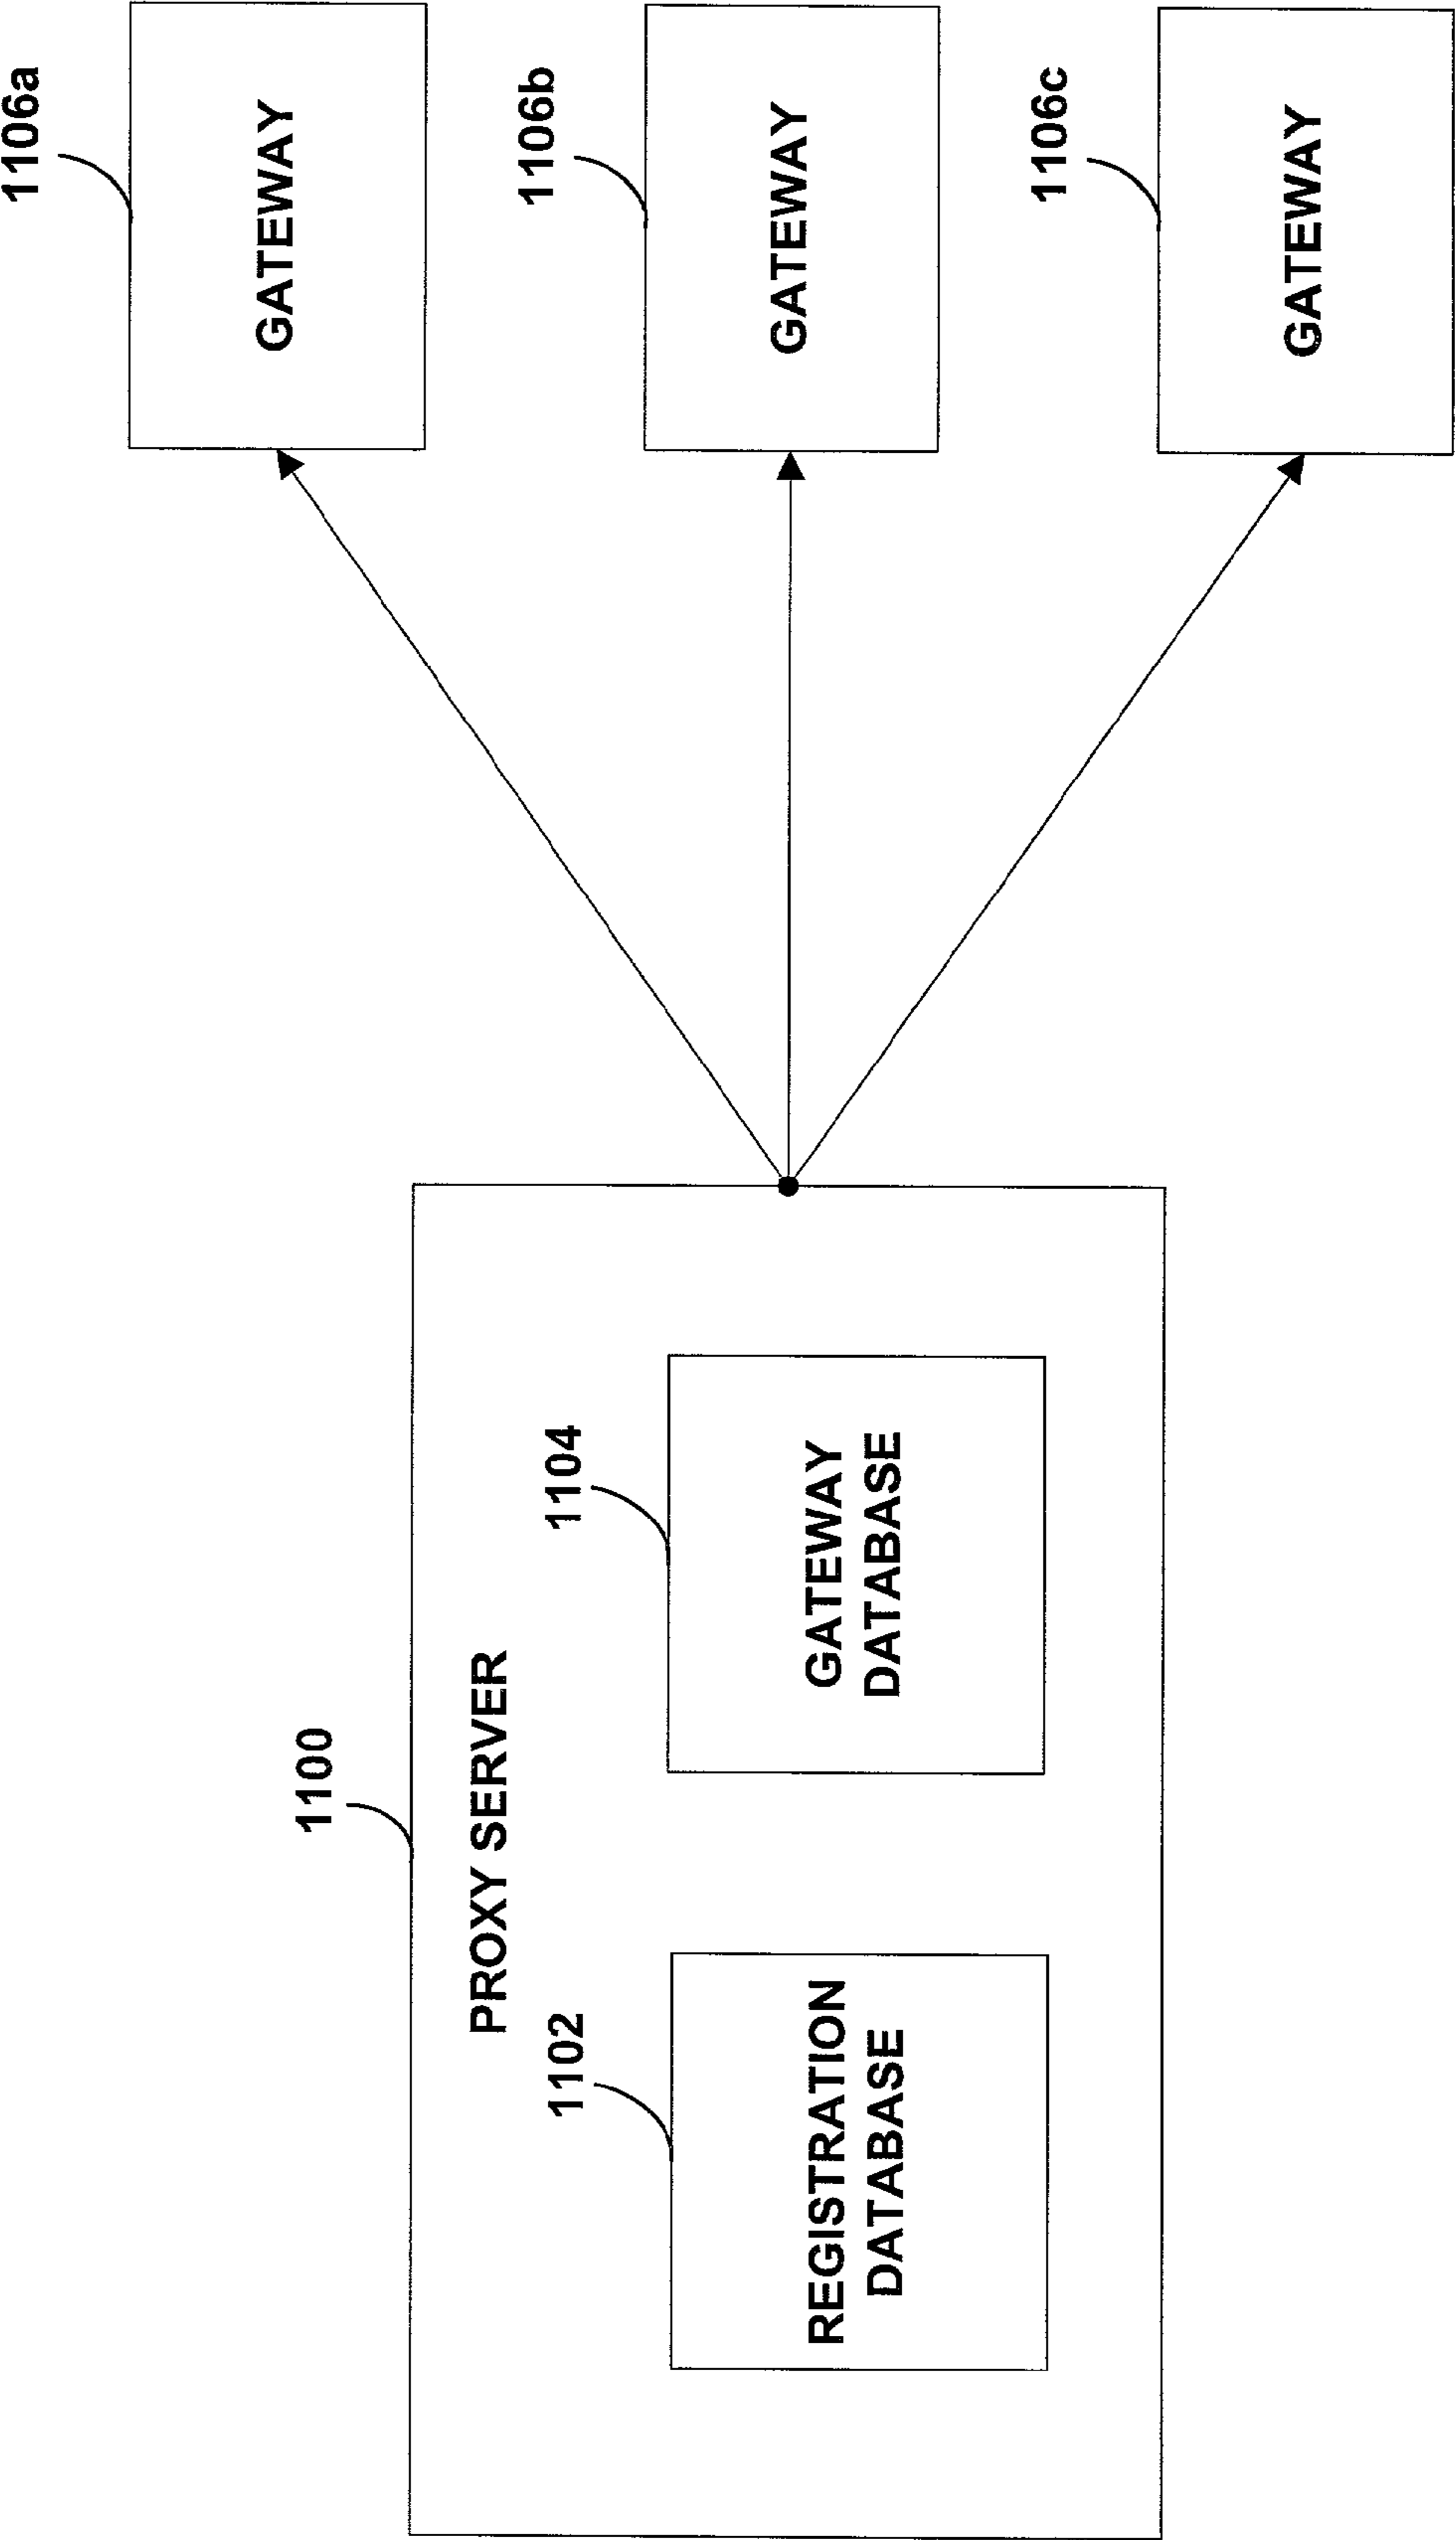 1100
PROXY SERVER
1102
REGISTRATION
DATABASE
1104
GATEWAY
DATABASE
1106a
GATEWAY
1106b
GATEWAY
1106c
GATEWAY